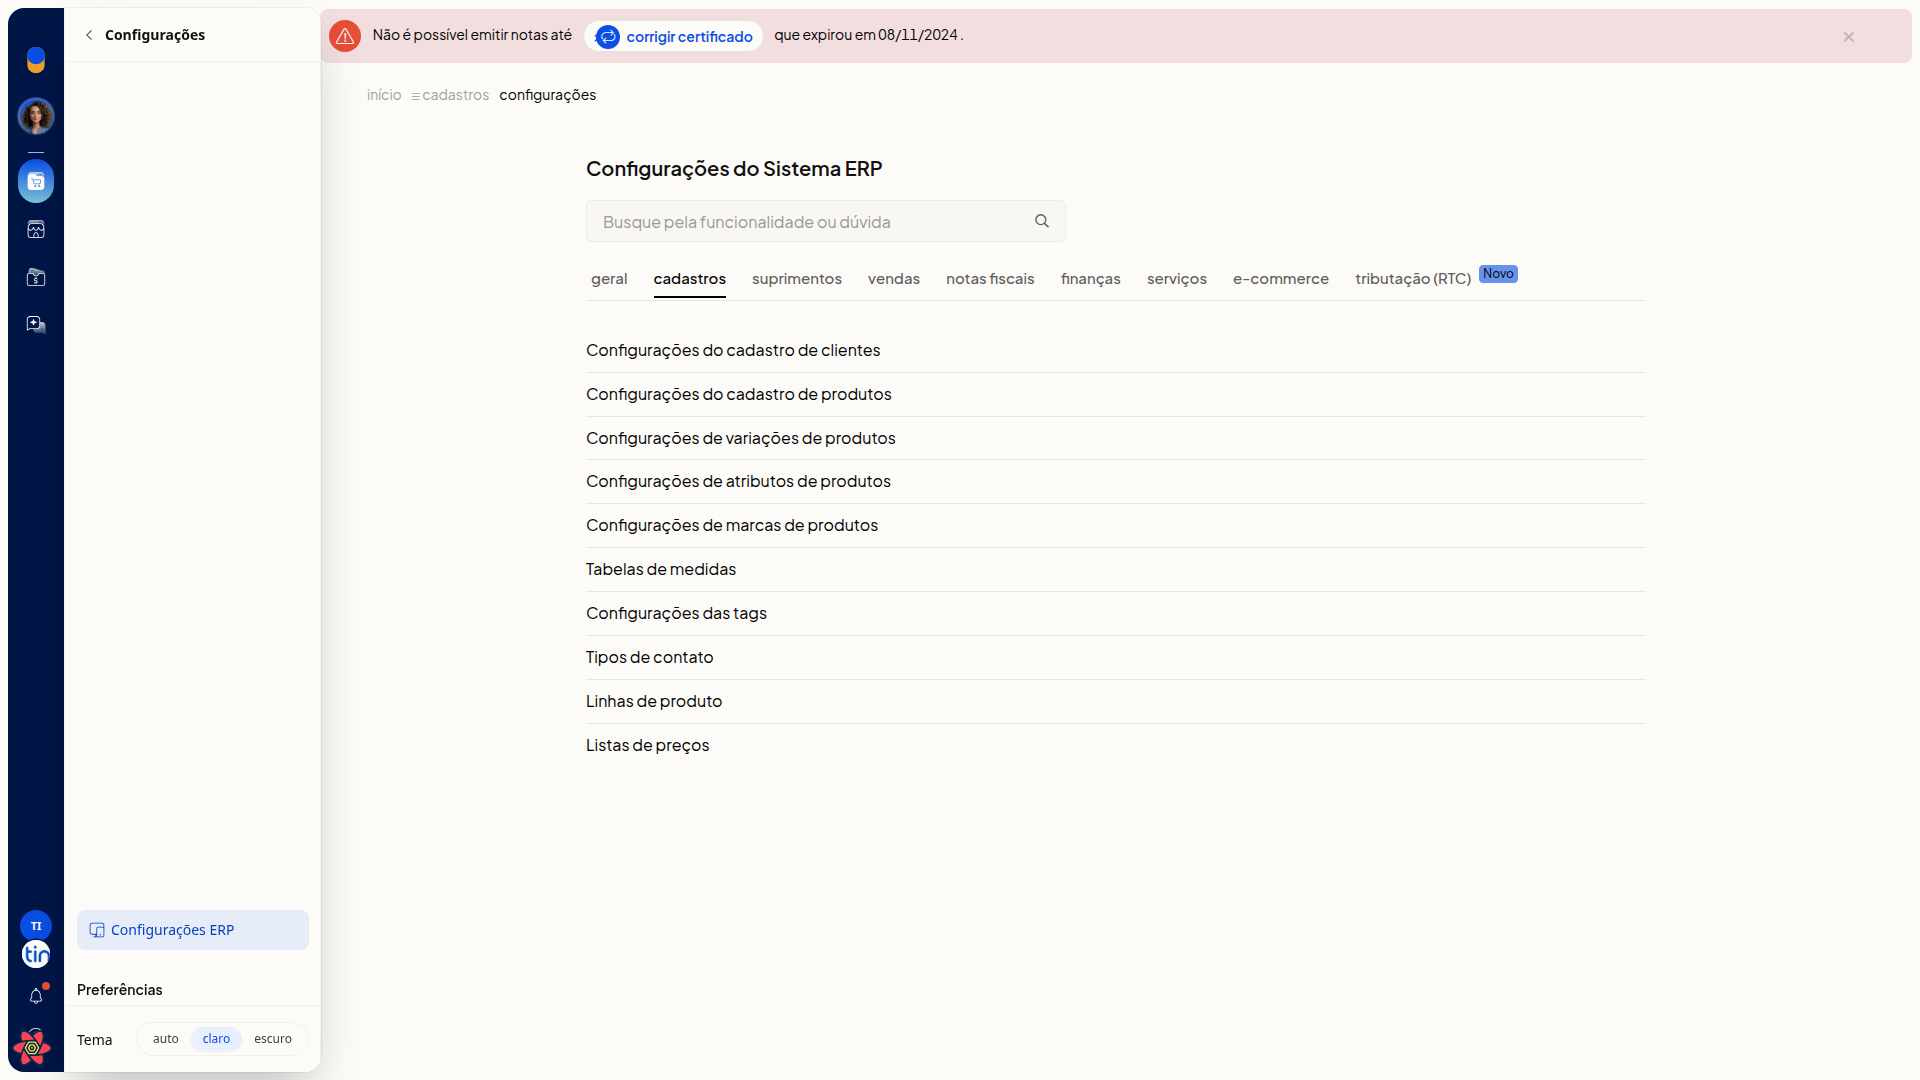 Configurações
Não é possível emitir notas até corrigir certificado que expirou em 08/11/2024 .
início cadastros configurações
Configurações do Sistema ERP
Busque pela funcionalidade ou dúvida
geral cadastros suprimentos vendas notas fiscais finanças serviços e-commerce tributação (RTC) Novo
Configurações do cadastro de clientes
Configurações do cadastro de produtos
Configurações de variações de produtos
Configurações de atributos de produtos
Configurações de marcas de produtos
Tabelas de medidas
Configurações das tags
Tipos de contato
Linhas de produto
Listas de preços
TI
tin
Configurações ERP
Preferências
Tema auto claro escuro